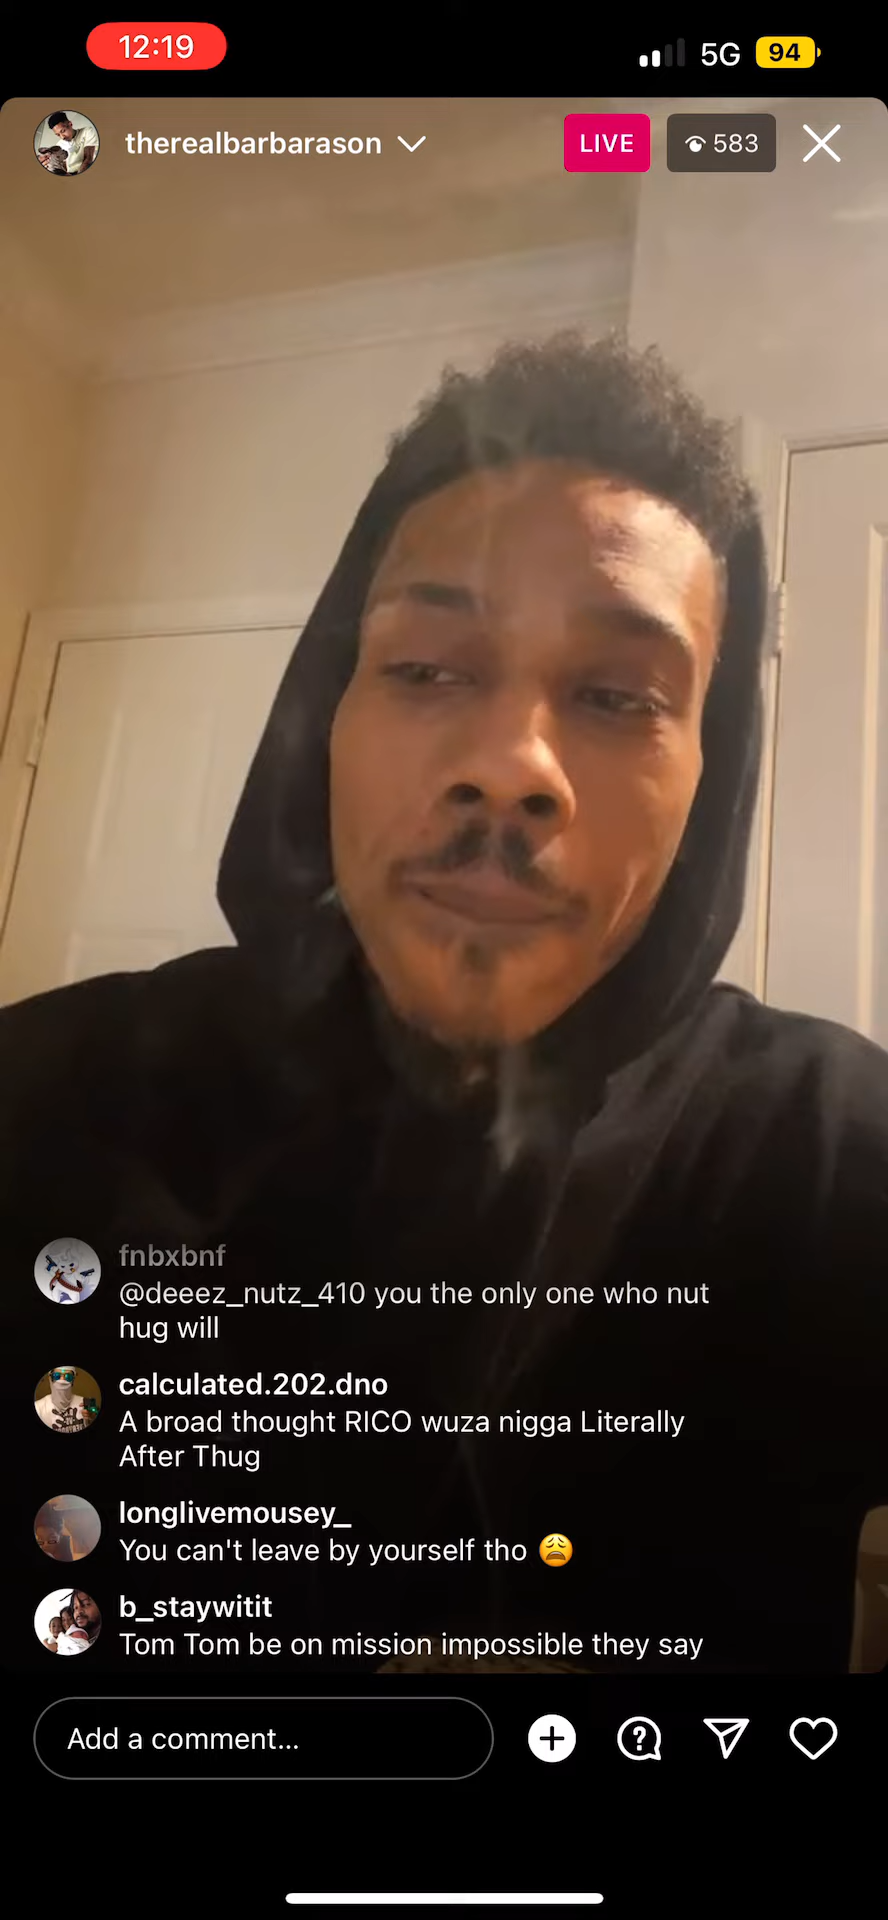 12:19
5G 94
therealbarbarason LIVE 583
fnbxbnf
@deeez_nutz_410 you the only one who nut
hug will
calculated.202.dno
A broad thought RICO wuza nigga Literally
After Thug
longlivemousey_
You can't leave by yourself tho 😩
b_staywitit
Tom Tom be on mission impossible they say
Add a comment...